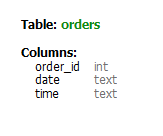 Table: orders
Columns:
order_id int
date text
time text